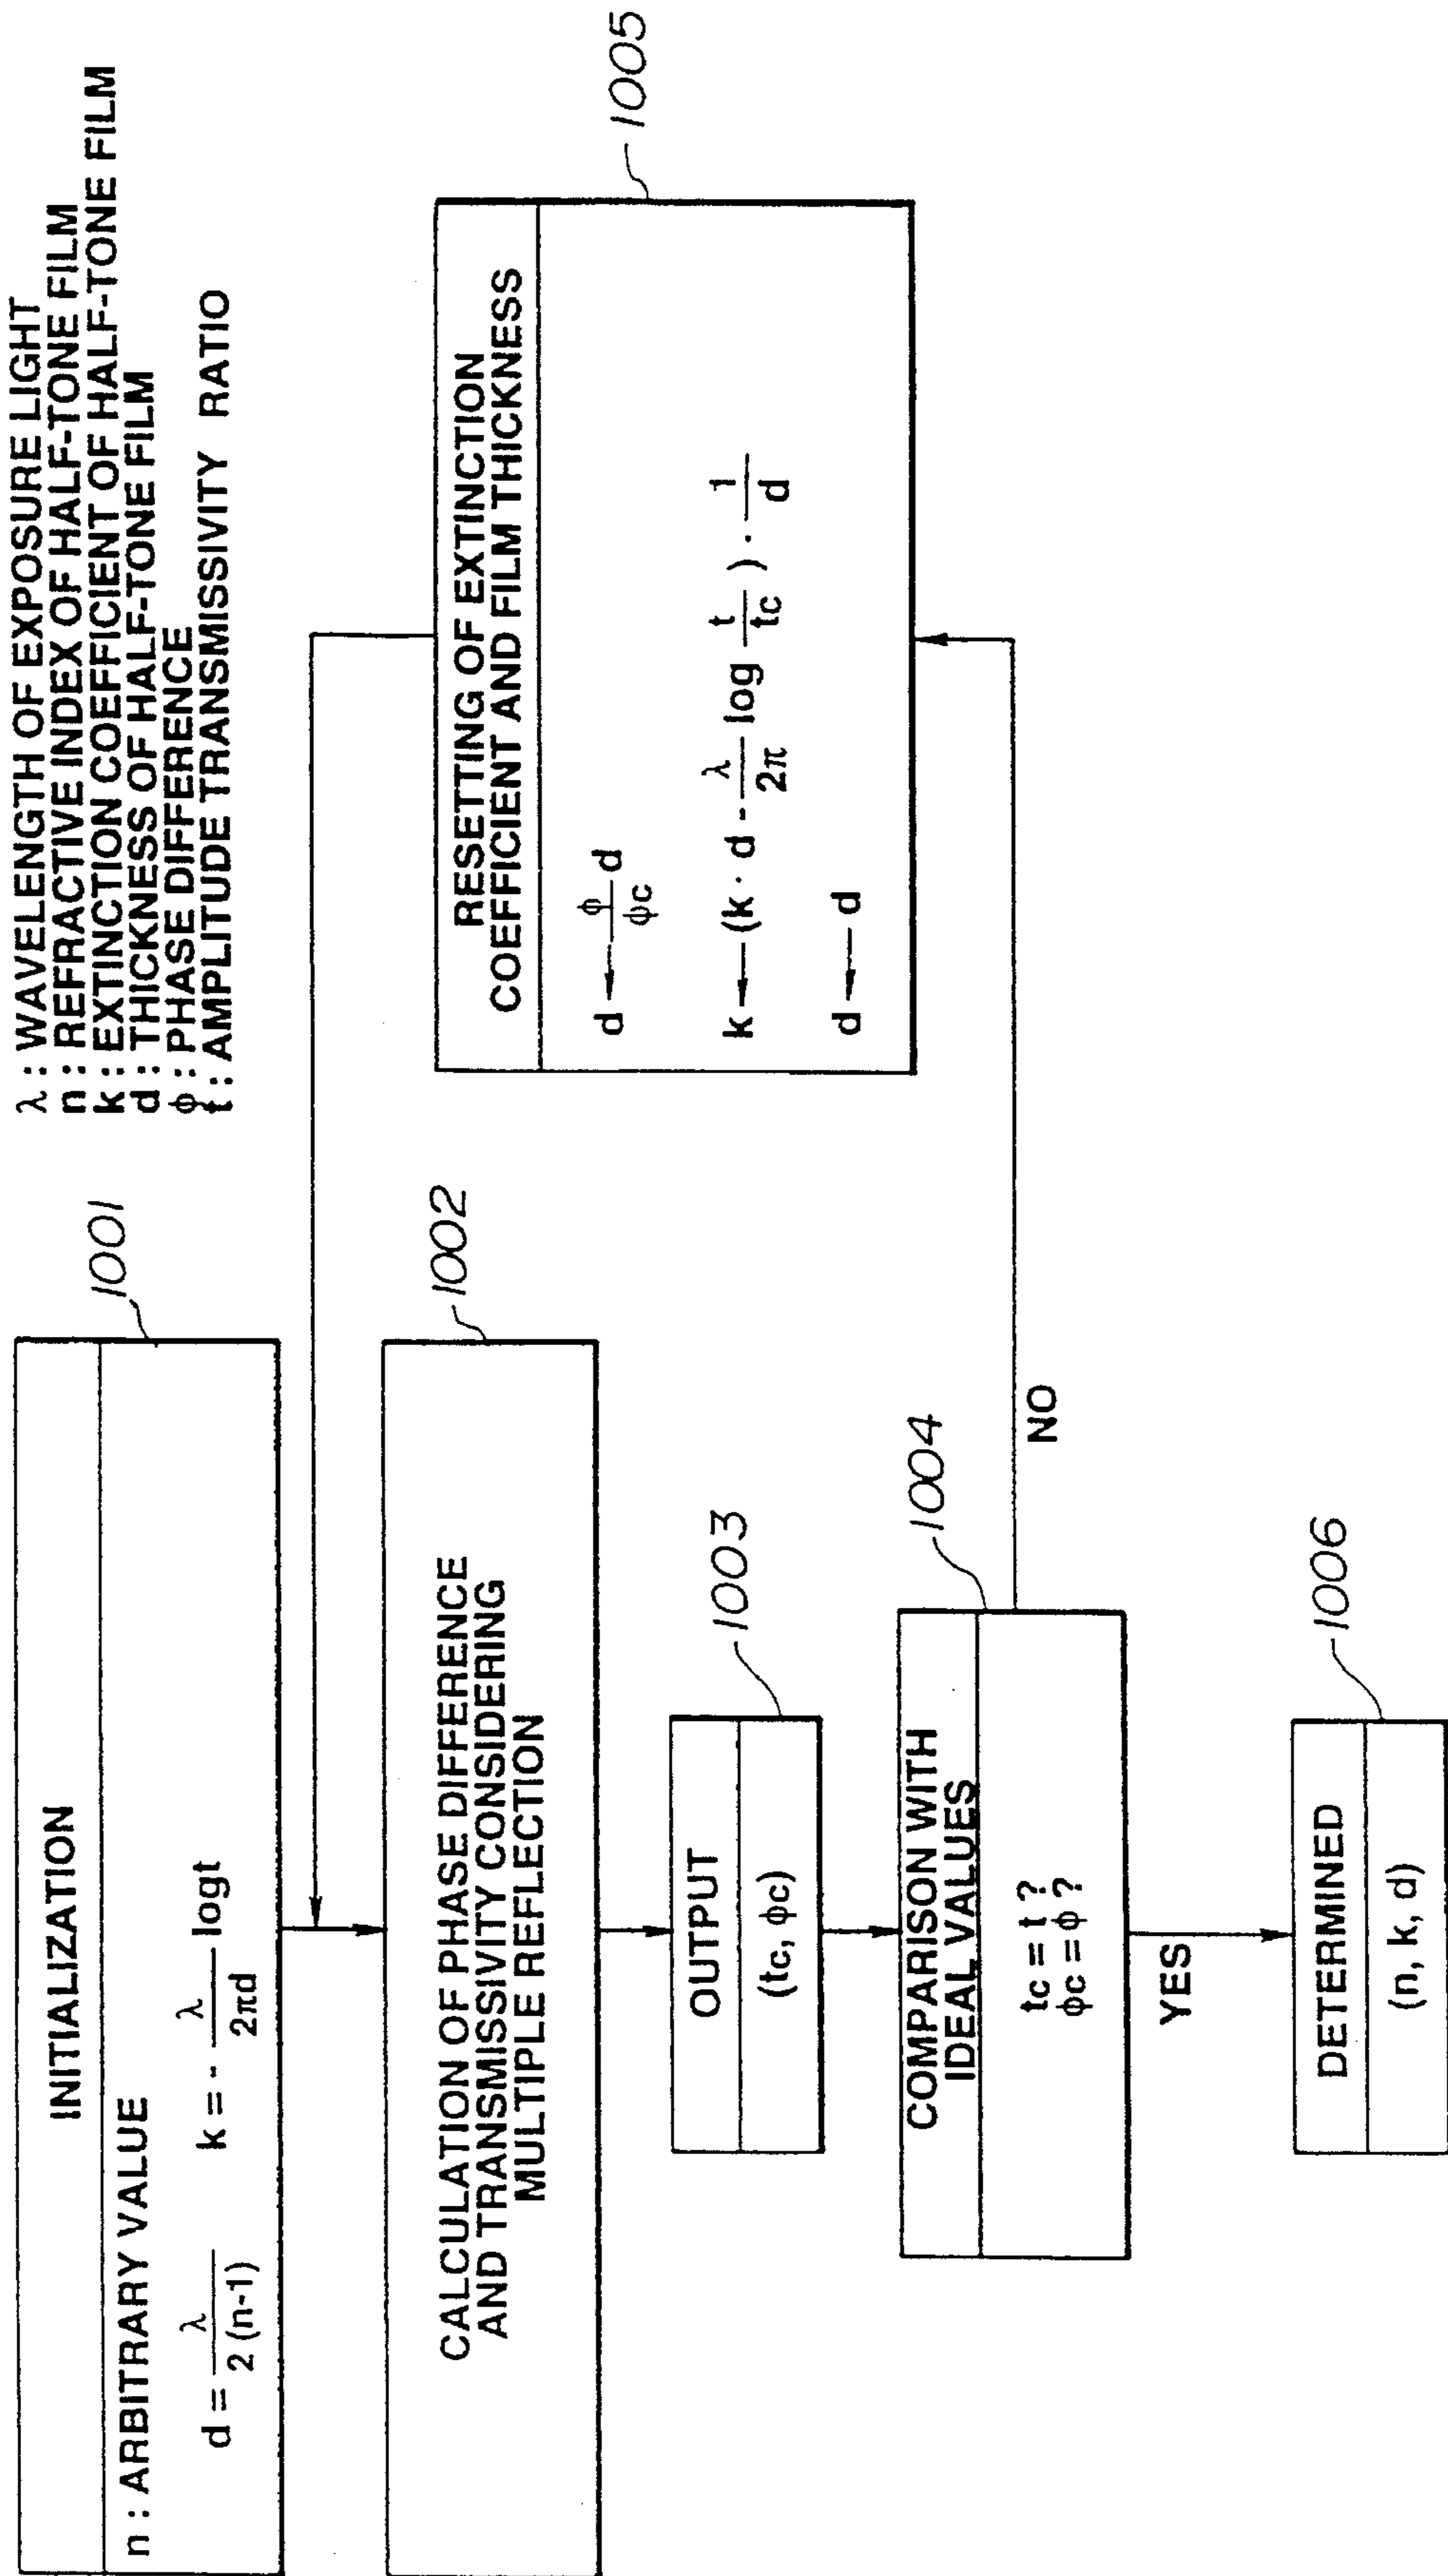 λ : WAVELENGTH OF EXPOSURE LIGHT
n : REFRACTIVE INDEX OF HALF-TONE FILM
k : EXTINCTION COEFFICIENT OF HALF-TONE FILM
d : THICKNESS OF HALF-TONE FILM
ϕ : PHASE DIFFERENCE
t : AMPLITUDE TRANSMISSIVITY RATIO
1001
INITIALIZATION
n : ARBITRARY VALUE
d = λ / 2 (n-1)    k = - λ / 2πd logt
1002
CALCULATION OF PHASE DIFFERENCE
AND TRANSMISSIVITY CONSIDERING
MULTIPLE REFLECTION
1003
OUTPUT
(tc, ϕc)
1004
COMPARISON WITH
IDEAL VALUES
tc = t ?
ϕc = ϕ ?
NO
YES
1005
RESETTING OF EXTINCTION
COEFFICIENT AND FILM THICKNESS
d ← ϕ / ϕc d
k ← (k · d - λ / 2π log t / tc ) · 1 / d
d ← d
1006
DETERMINED
(n, k, d)